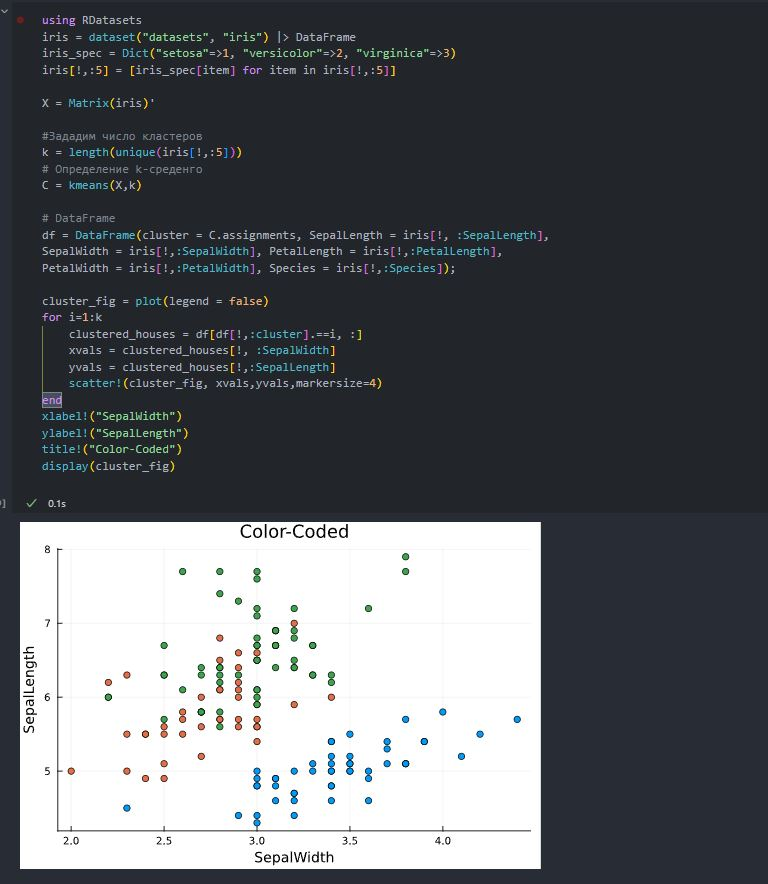 using RDatasets
iris = dataset("datasets", "iris") |> DataFrame
iris_spec = Dict("setosa"=>1, "versicolor"=>2, "virginica"=>3)
iris[!,:5] = [iris_spec[item] for item in iris[!,:5]]
X = Matrix(iris)'
#Зададим число кластеров
k = length(unique(iris[!,:5]))
# Определение k-среденго
C = kmeans(X,k)
# DataFrame
df = DataFrame(cluster = C.assignments, SepalLength = iris[!, :SepalLength],
SepalWidth = iris[!,:SepalWidth], PetalLength = iris[!,:PetalLength],
PetalWidth = iris[!,:PetalWidth], Species = iris[!,:Species]);
cluster_fig = plot(legend = false)
for i=1:k
    clustered_houses = df[df[!,:cluster].==i, :]
    xvals = clustered_houses[!, :SepalWidth]
    yvals = clustered_houses[!,:SepalLength]
    scatter!(cluster_fig, xvals,yvals,markersize=4)
end
xlabel!("SepalWidth")
ylabel!("SepalLength")
title!("Color-Coded")
display(cluster_fig)
0.1s
Color-Coded
8
7
6
5
SepalLength
2.0 2.5 3.0 3.5 4.0
SepalWidth